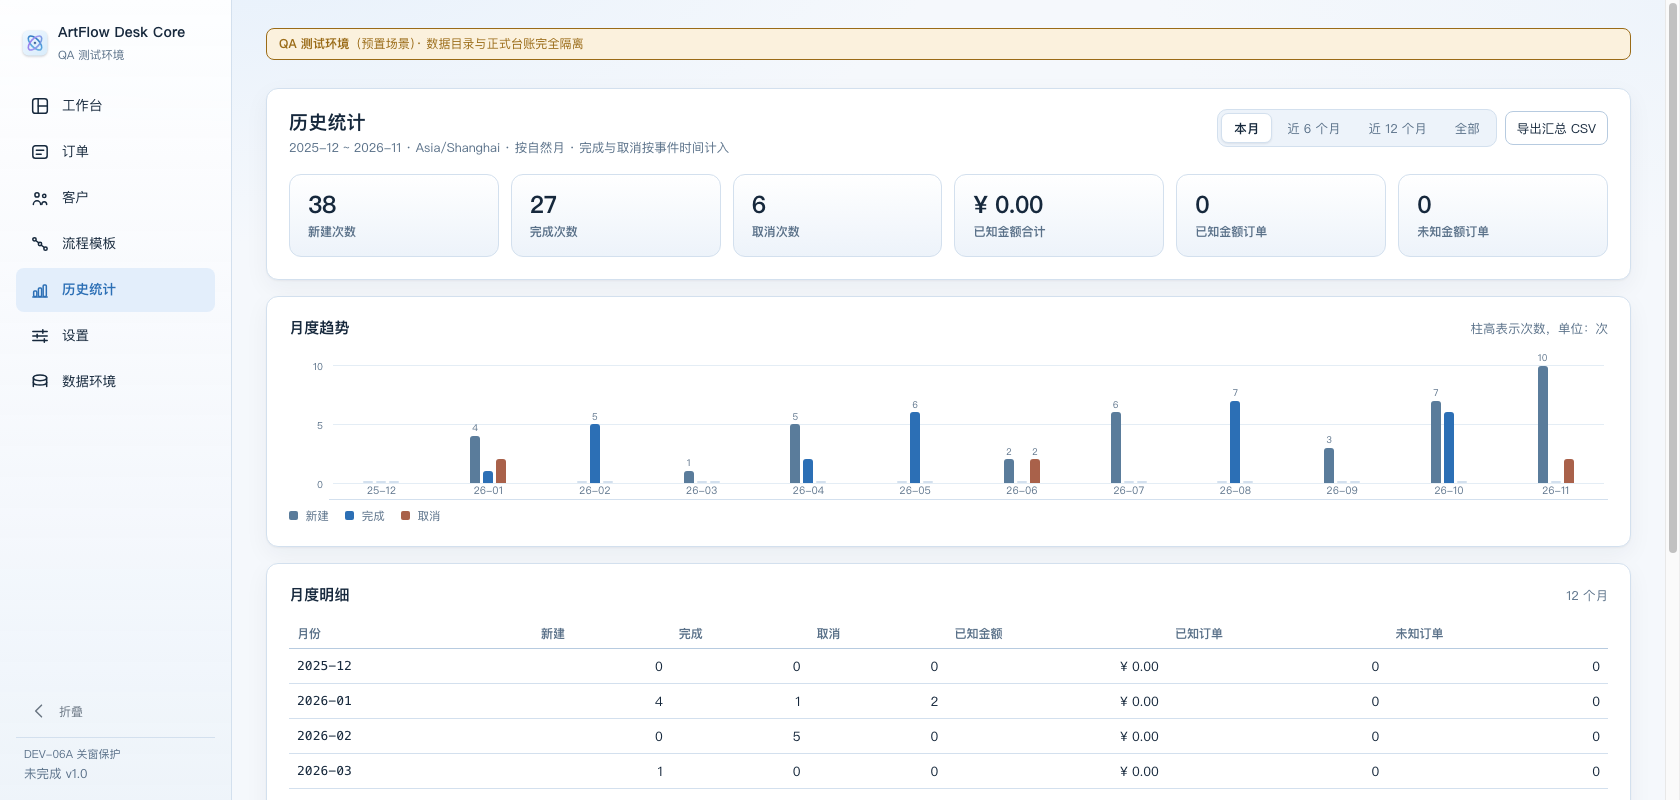 ArtFlow Desk Core
QA 测试环境
工作台
订单
客户
流程模板
历史统计
设置
数据环境
折叠
DEV-06A 关窗保护
未完成 v1.0
QA 测试环境（预置场景）· 数据目录与正式台账完全隔离
历史统计
2025-12 ~ 2026-11 · Asia/Shanghai · 按自然月 · 完成与取消按事件时间计入
本月 近 6 个月 近 12 个月 全部 导出汇总 CSV
38 27 6 ¥ 0.00 0 0
新建次数 完成次数 取消次数 已知金额合计 已知金额订单 未知金额订单
月度趋势 柱高表示次数，单位：次
10
5
0
4 5 1 5 6 2 2 6 7 3 7 10
25-12 26-01 26-02 26-03 26-04 26-05 26-06 26-07 26-08 26-09 26-10 26-11
新建 完成 取消
月度明细 12 个月
月份 新建 完成 取消 已知金额 已知订单 未知订单
2025-12 0 0 0 ¥ 0.00 0 0
2026-01 4 1 2 ¥ 0.00 0 0
2026-02 0 5 0 ¥ 0.00 0 0
2026-03 1 0 0 ¥ 0.00 0 0